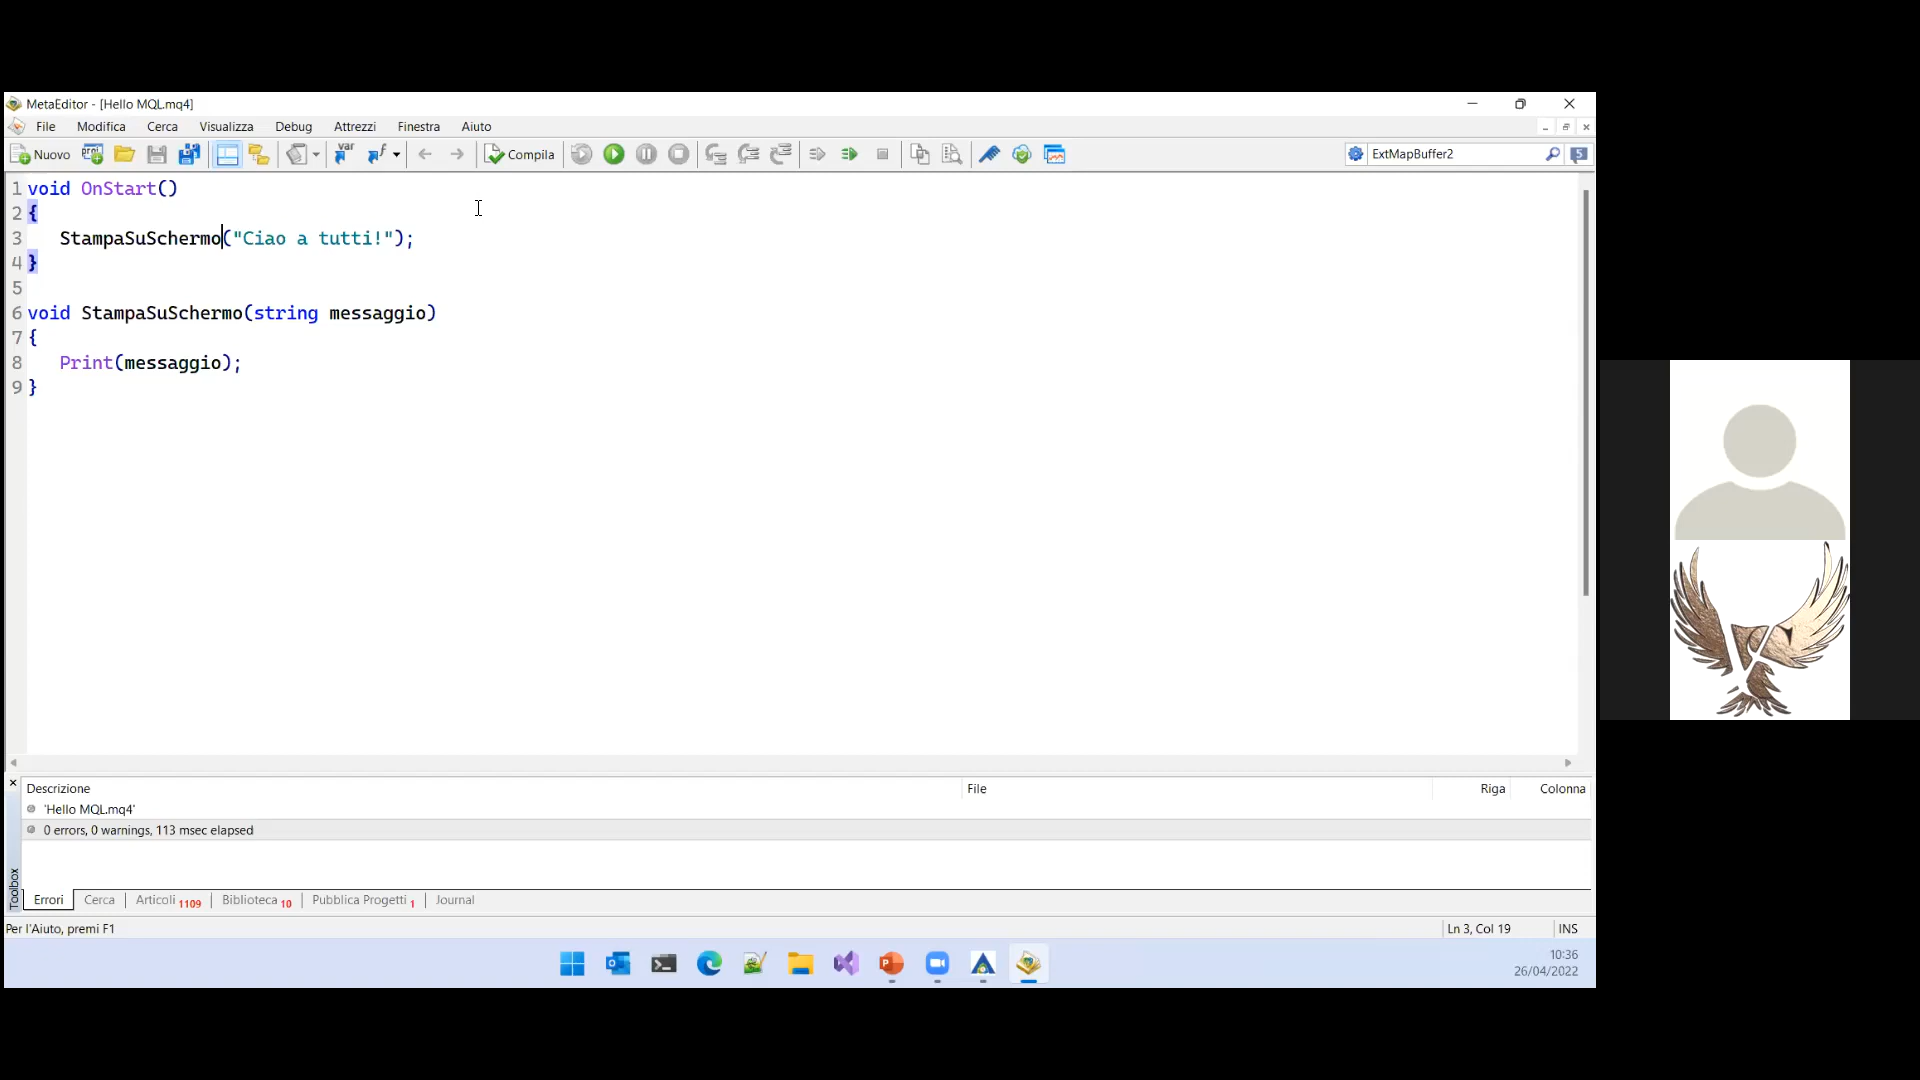 MetaEditor - [Hello MQL.mq4]
File Modifica Cerca Visualizza Debug Attrezzi Finestra Aiuto
Nuovo Compila ExtMapBuffer2 5
1 void OnStart()
2 {
3 StampaSuSchermo("Ciao a tutti!");
4 }
5
6 void StampaSuSchermo(string messaggio)
7 {
8 Print(messaggio);
9 }
Descrizione File Riga Colonna
'Hello MQL.mq4'
0 errors, 0 warnings, 113 msec elapsed
Toolbox
Errori Cerca Articoli 1109 Biblioteca 10 Pubblica Progetti 1 Journal
Per l'Aiuto, premi F1 Ln 3, Col 19 INS
10:36
26/04/2022